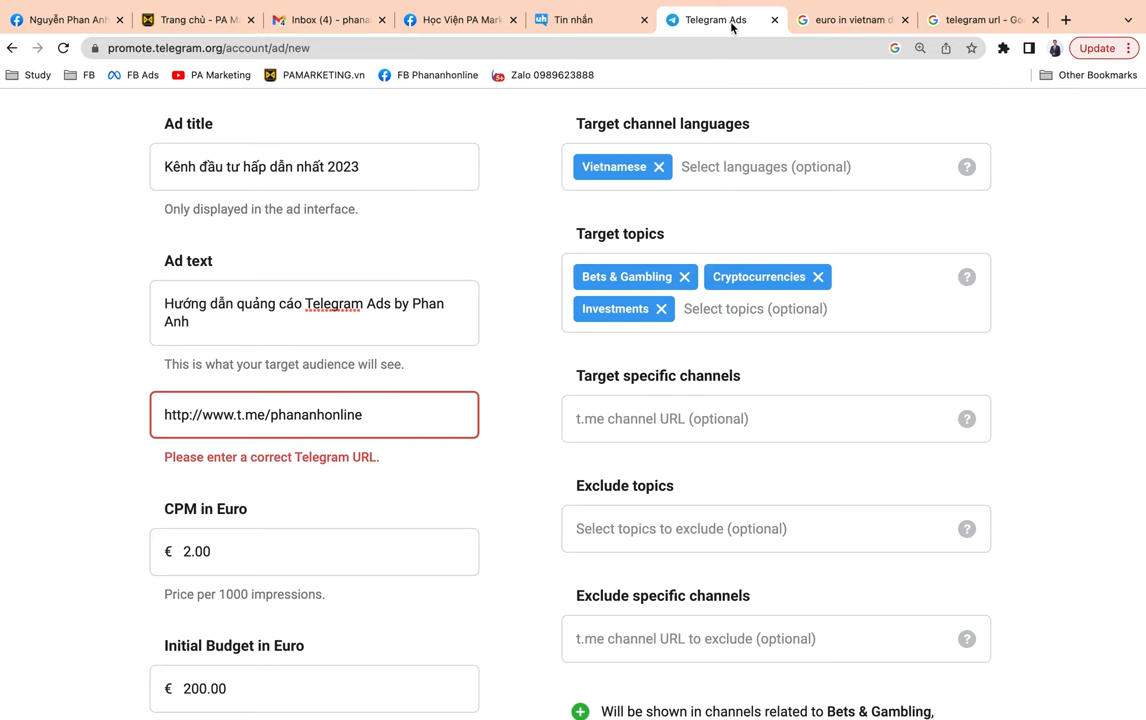 Nguyễn Phan Anh
Trang chủ - PA M
Inbox (4) - phana
Học Viện PA Mark
uh
Tin nhắn
Telegram Ads
euro in vietnam d
telegram url - Go
promote.telegram.org/account/ad/new
Update
Study
FB
FB Ads
PA Marketing
PAMARKETING.vn
FB Phananhonline
Zalo 0989623888
Other Bookmarks
Ad title
Kênh đầu tư hấp dẫn nhất 2023
Only displayed in the ad interface.
Ad text
Hướng dẫn quảng cáo Telegram Ads by Phan
Anh
This is what your target audience will see.
http://www.t.me/phananhonline
Please enter a correct Telegram URL.
CPM in Euro
€ 2.00
Price per 1000 impressions.
Initial Budget in Euro
€ 200.00
Target channel languages
Vietnamese
Select languages (optional)
?
Target topics
Bets & Gambling
Cryptocurrencies
?
Investments
Select topics (optional)
Target specific channels
t.me channel URL (optional)
?
Exclude topics
Select topics to exclude (optional)
?
Exclude specific channels
t.me channel URL to exclude (optional)
?
Will be shown in channels related to Bets & Gambling,